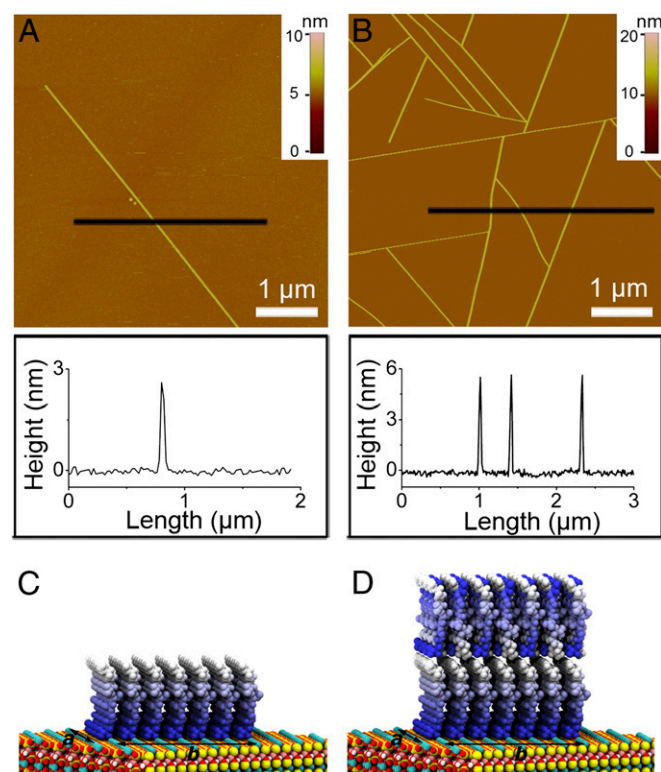 A
nm
10
5
0
1 µm
B
nm
20
10
0
1 µm
3
0
Height (nm)
0 1 2
Length (µm)
6
3
0
Height (nm)
0 1 2 3
Length (µm)
C
a
b
D
a
b